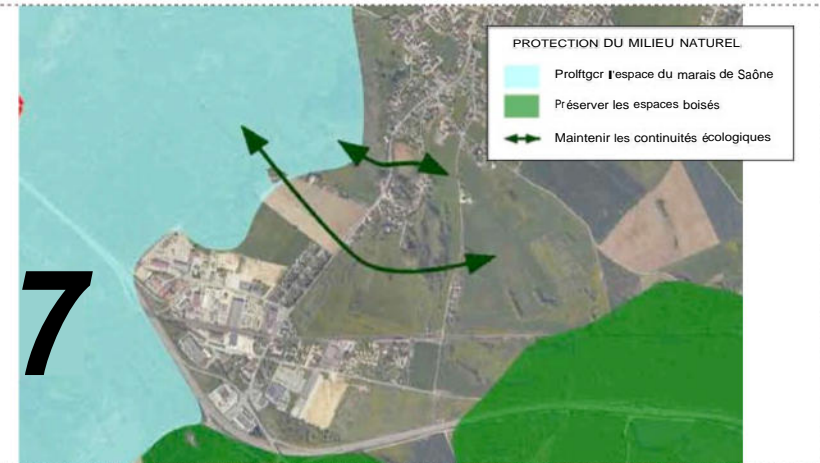 PROTECTION DU MILIEU NATUREL
Prolftgcr l'espace du marais de Saône
Préserver les espaces boisés
Maintenir les continuités écologiques
7